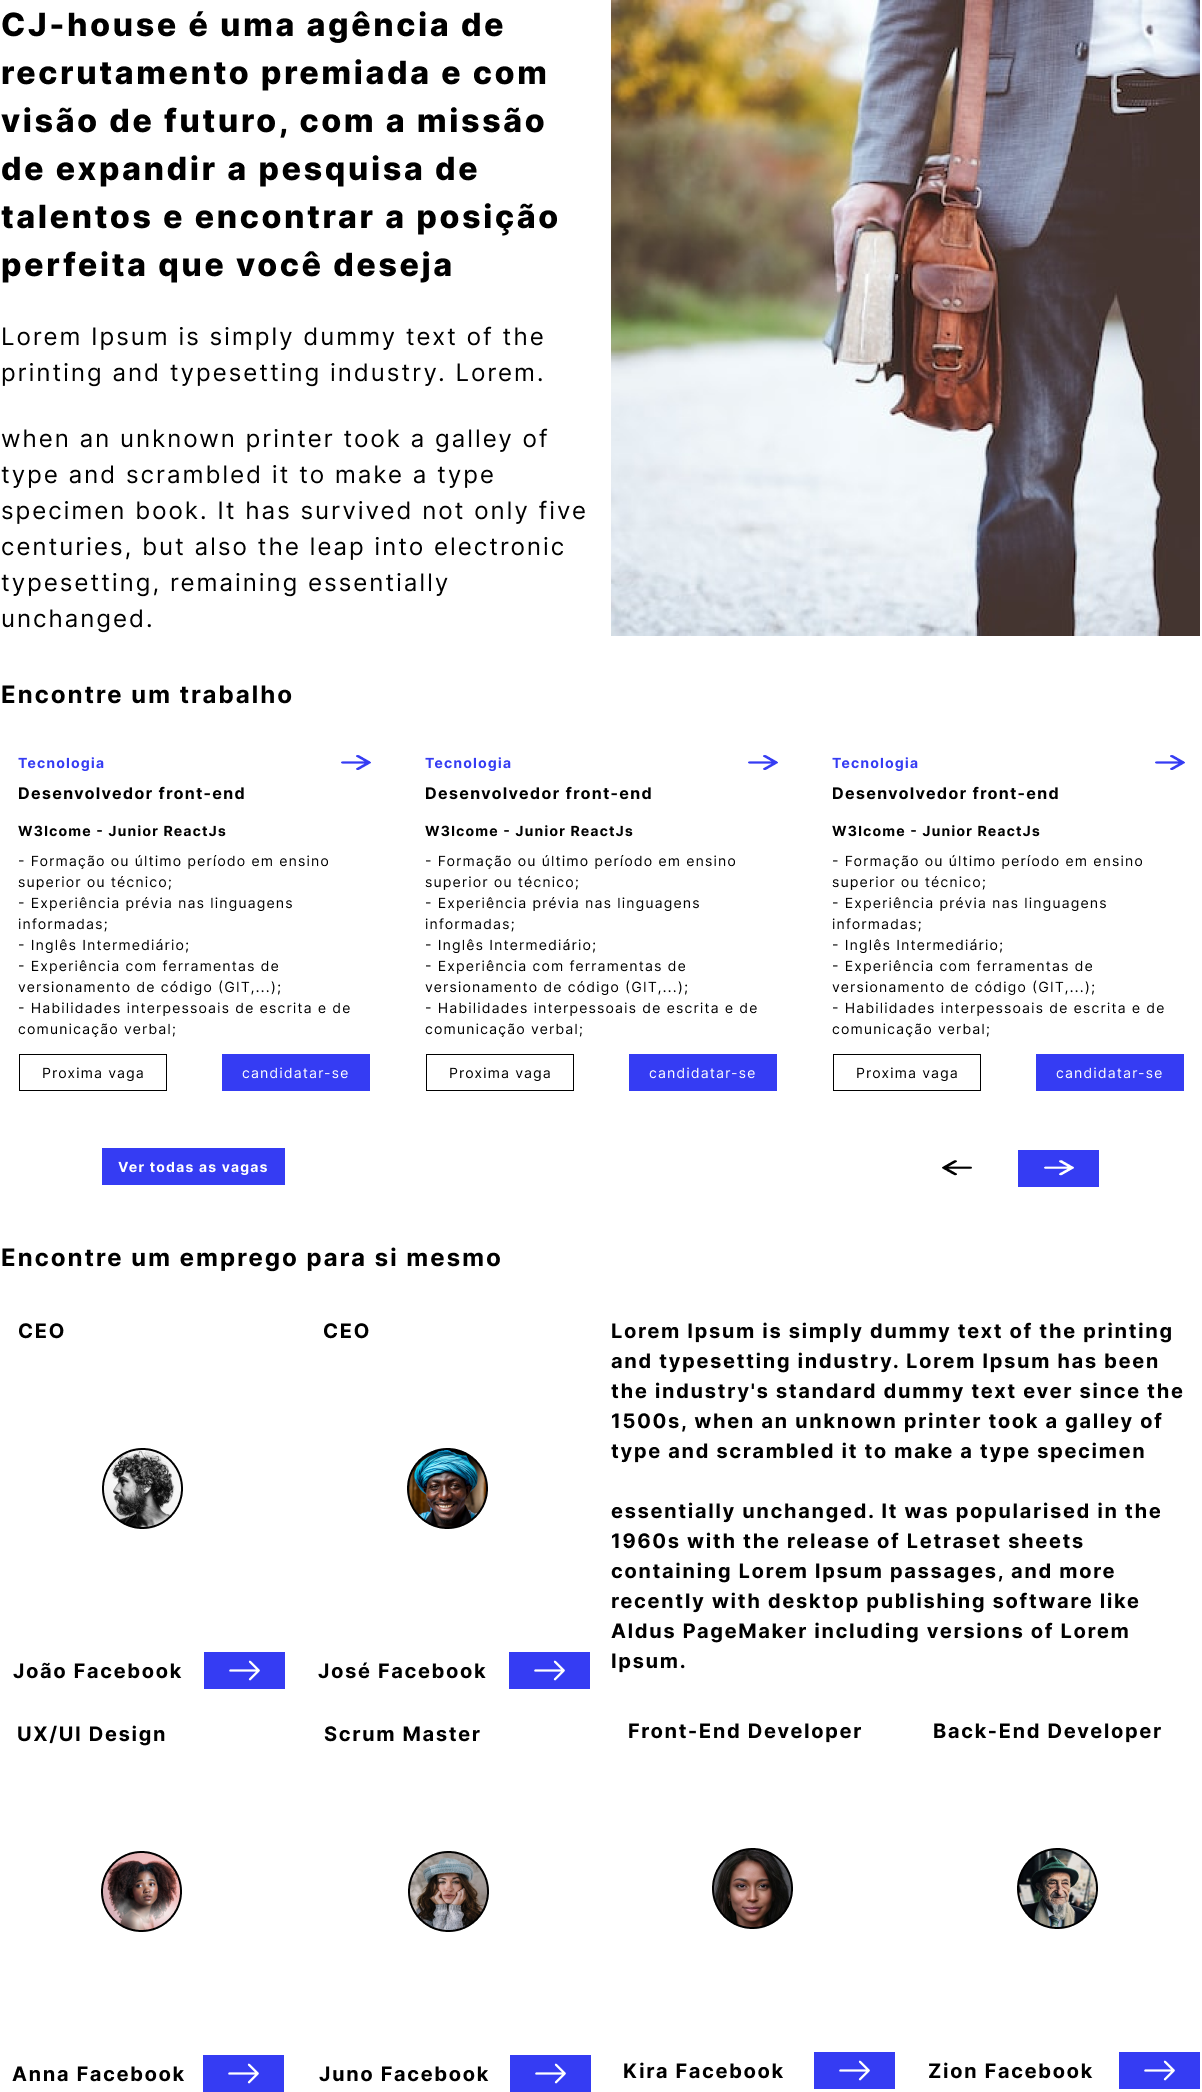 CJ-house é uma agência de
recrutamento premiada e com
visão de futuro, com a missão
de expandir a pesquisa de
talentos e encontrar a posição
perfeita que você deseja
Lorem Ipsum is simply dummy text of the
printing and typesetting industry. Lorem.
when an unknown printer took a galley of
type and scrambled it to make a type
specimen book. It has survived not only five
centuries, but also the leap into electronic
typesetting, remaining essentially
unchanged.
Encontre um trabalho
Tecnologia
Desenvolvedor front-end
W3lcome - Junior ReactJs
- Formação ou último período em ensino
superior ou técnico;
- Experiência prévia nas linguagens
informadas;
- Inglês Intermediário;
- Experiência com ferramentas de
versionamento de código (GIT,...);
- Habilidades interpessoais de escrita e de
comunicação verbal;
Proxima vaga
candidatar-se
Tecnologia
Desenvolvedor front-end
W3lcome - Junior ReactJs
- Formação ou último período em ensino
superior ou técnico;
- Experiência prévia nas linguagens
informadas;
- Inglês Intermediário;
- Experiência com ferramentas de
versionamento de código (GIT,...);
- Habilidades interpessoais de escrita e de
comunicação verbal;
Proxima vaga
candidatar-se
Tecnologia
Desenvolvedor front-end
W3lcome - Junior ReactJs
- Formação ou último período em ensino
superior ou técnico;
- Experiência prévia nas linguagens
informadas;
- Inglês Intermediário;
- Experiência com ferramentas de
versionamento de código (GIT,...);
- Habilidades interpessoais de escrita e de
comunicação verbal;
Proxima vaga
candidatar-se
Ver todas as vagas
Encontre um emprego para si mesmo
CEO
João Facebook
CEO
José Facebook
Lorem Ipsum is simply dummy text of the printing
and typesetting industry. Lorem Ipsum has been
the industry's standard dummy text ever since the
1500s, when an unknown printer took a galley of
type and scrambled it to make a type specimen
essentially unchanged. It was popularised in the
1960s with the release of Letraset sheets
containing Lorem Ipsum passages, and more
recently with desktop publishing software like
Aldus PageMaker including versions of Lorem
Ipsum.
UX/UI Design
Anna Facebook
Scrum Master
Juno Facebook
Front-End Developer
Kira Facebook
Back-End Developer
Zion Facebook